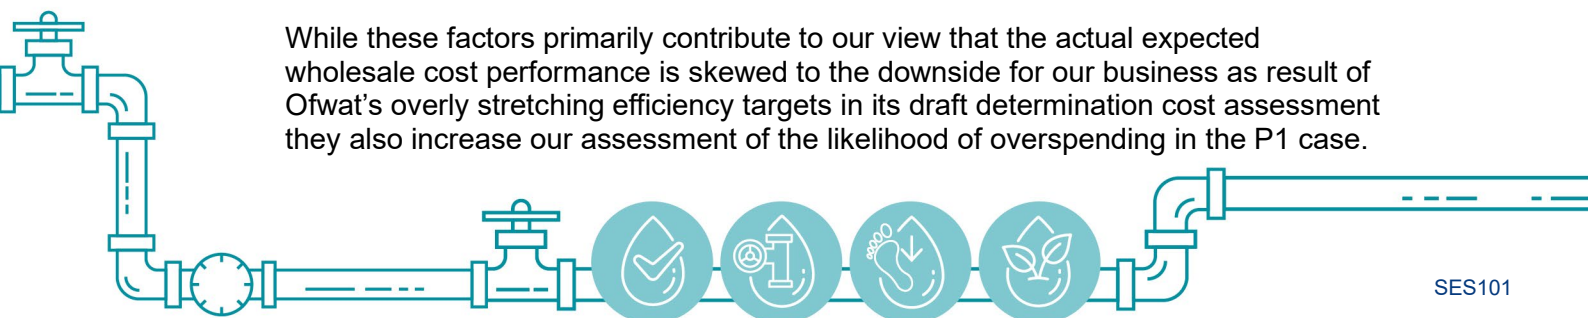 While these factors primarily contribute to our view that the actual expected
wholesale cost performance is skewed to the downside for our business as result of
Ofwat's overly stretching efficiency targets in its draft determination cost assessment
they also increase our assessment of the likelihood of overspending in the P1 case.
SES101